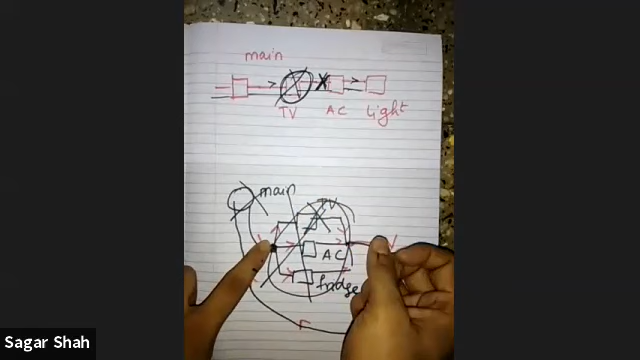 main
TV AC light
main
TV
V
AC
fridge
r
Sagar Shah